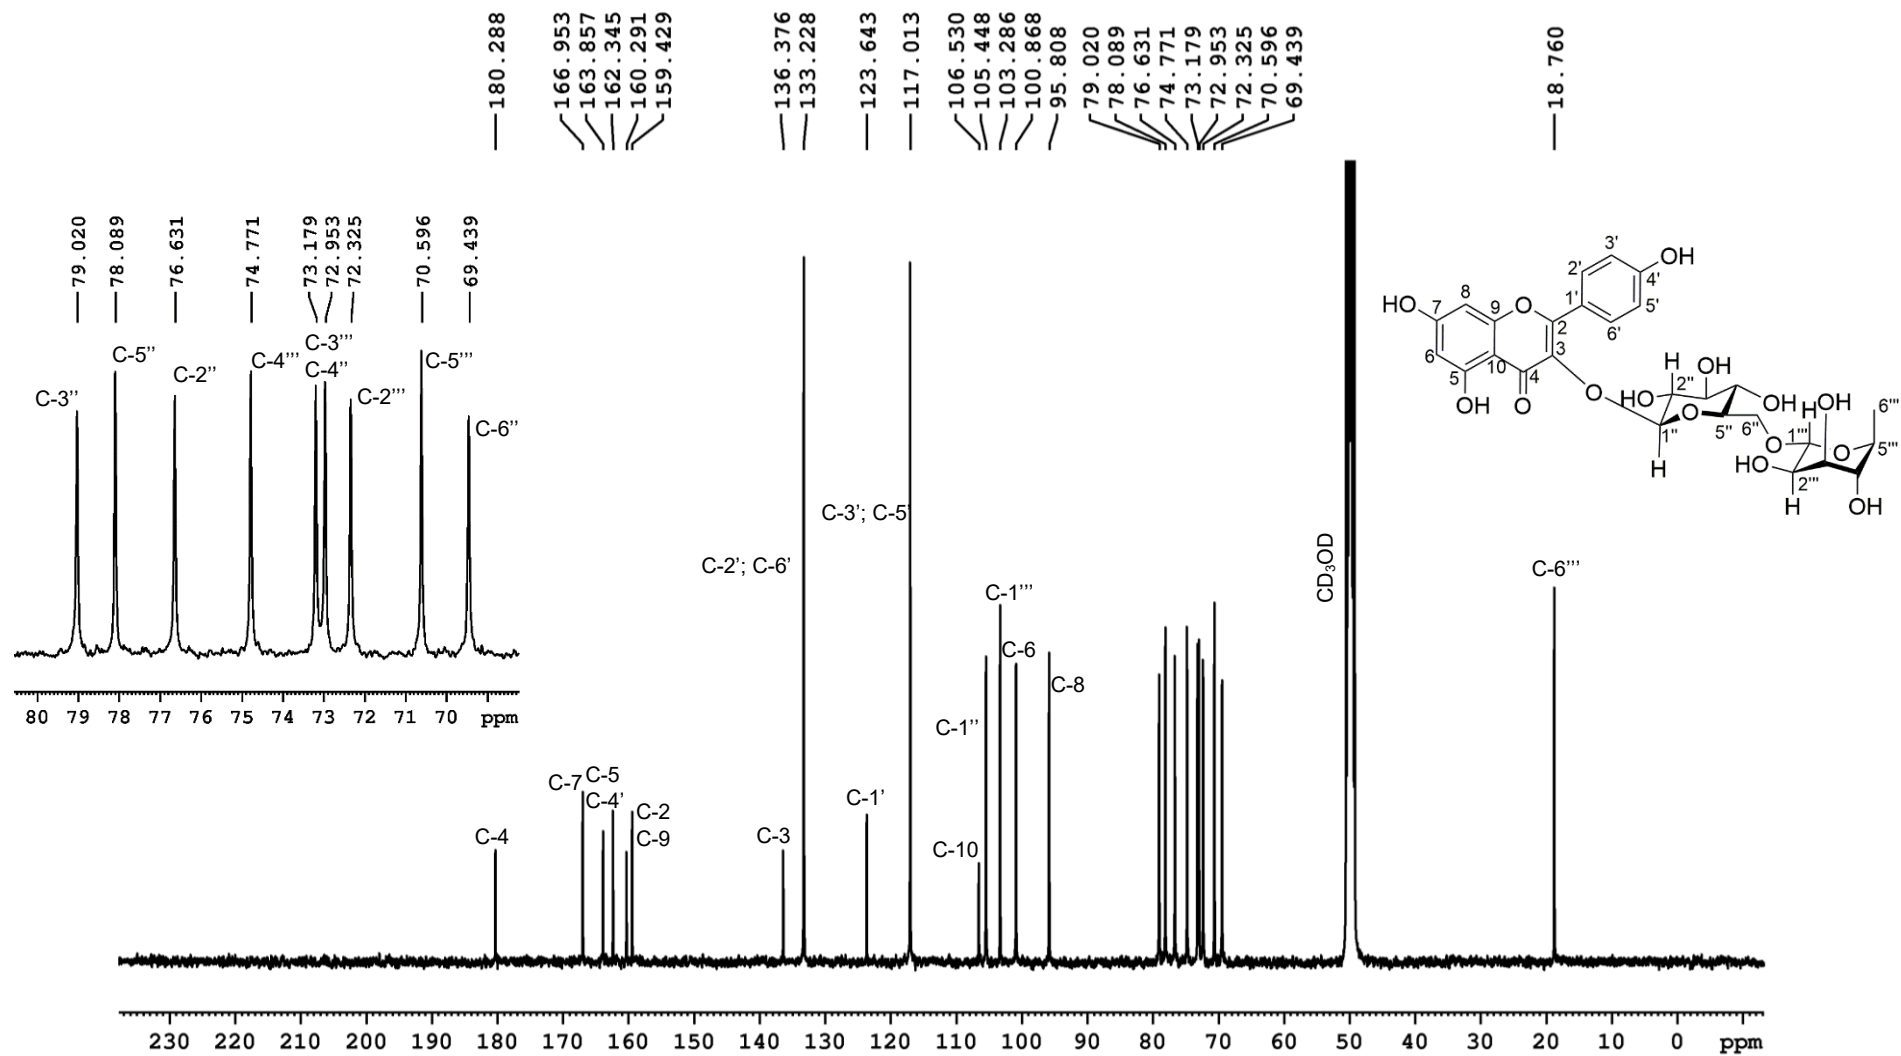 180.288
166.953
163.857
162.345
160.291
159.429
136.376
133.228
123.643
117.013
106.530
105.448
103.286
100.868
95.808
79.020
78.089
76.631
74.771
73.179
72.953
72.325
70.596
69.439
18.760
79.020
78.089
76.631
74.771
73.179
72.953
72.325
70.596
69.439
C-3''
C-5''
C-2''
C-4'''
C-3'''
C-4''
C-2'''
C-5'''
C-6''
80 79 78 77 76 75 74 73 72 71 70 ppm
3'
OH
2'
4'
8
HO
7
9
O
1'
5'
2
6'
6
3
10
5
4
OH
O
O
H
2''
OH
HO
O
OH
1''
5''
6''
H
O
H
1'''
OH
O
6'''
5'''
HO
2'''
H
OH
C-4
C-7
C-5
C-4'
C-2
C-9
C-3
C-2'; C-6'
C-1'
C-3'; C-5'
C-10
C-1''
C-1'''
C-6
C-8
CD3OD
C-6'''
230 220 210 200 190 180 170 160 150 140 130 120 110 100 90 80 70 60 50 40 30 20 10 0 ppm